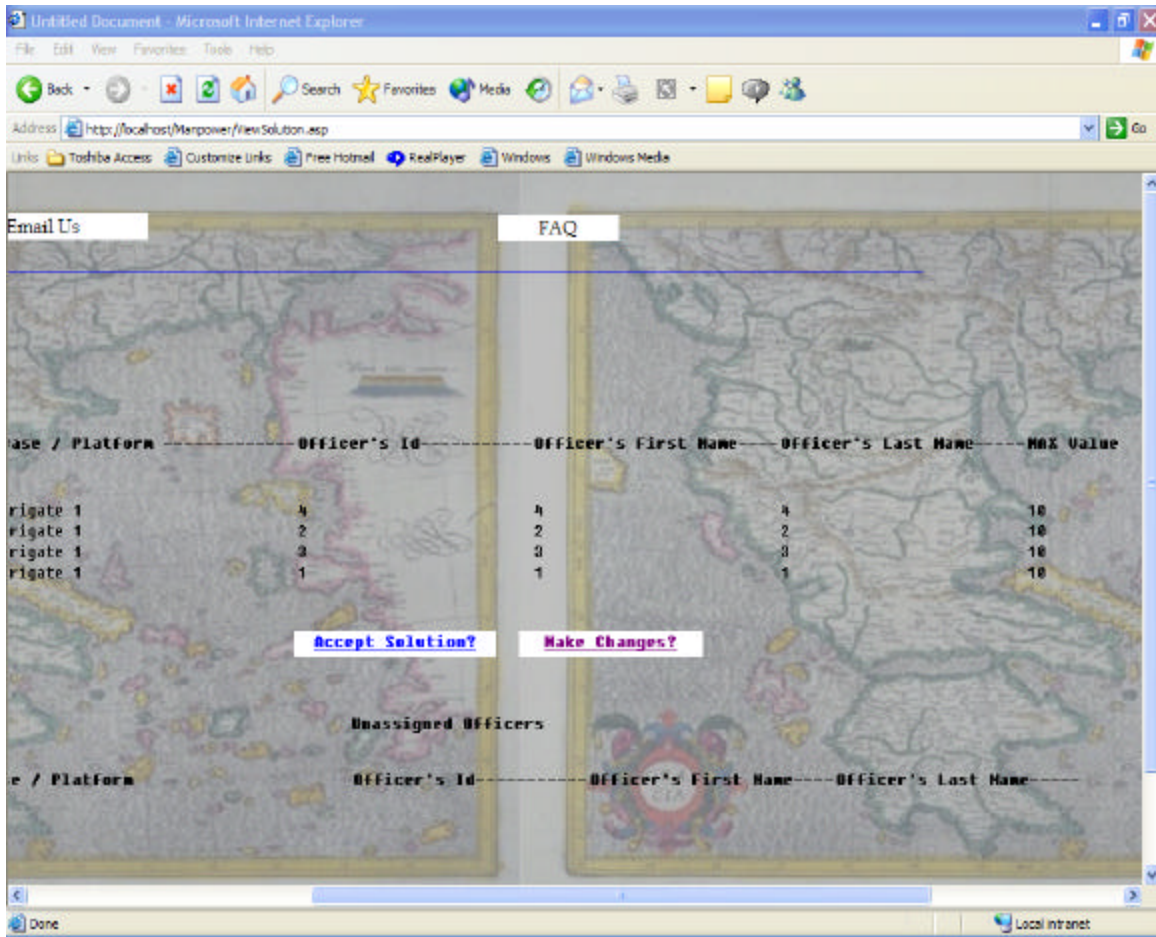 Untitled Document - Microsoft Internet Explorer
File Edit View Favorites Tools Help
Back Search Favorites Media
Address http://localhost/Manpower/ViewSolution.asp Go
Links Toshiba Access Customize Links Free Hotmail RealPlayer Windows Windows Media
Email Us FAQ
ase / Platform -------------Officer's Id-----------Officer's First Name----Officer's Last Name-----MAX Value
rigate 1 4 4 4 10
rigate 1 2 2 2 10
rigate 1 3 3 3 10
rigate 1 1 1 1 10
Accept Solution? Make Changes?
Unassigned Officers
e / Platform Officer's Id-----------Officer's First Name----Officer's Last Name-----
Done Local intranet